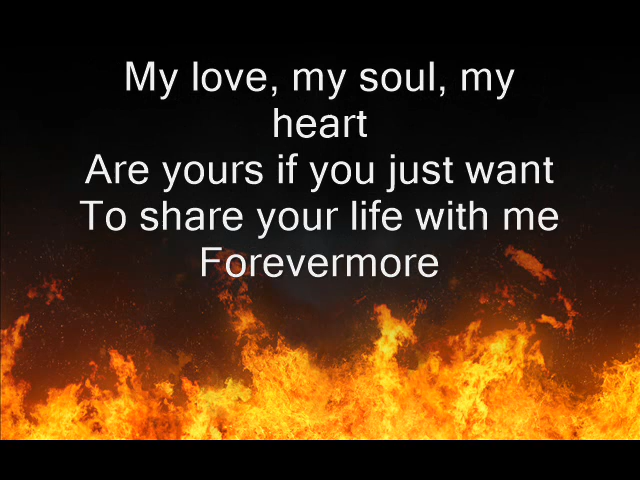 My love, my soul, my
heart
Are yours if you just want
To share your life with me
Forevermore